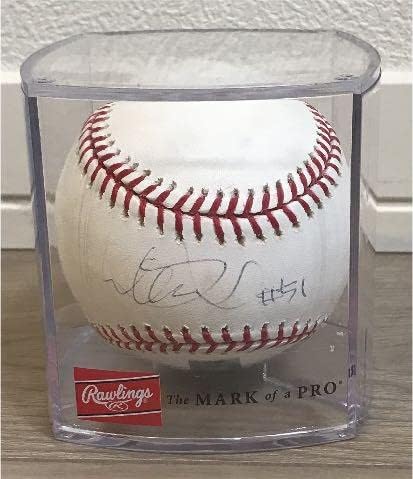 #51
Rawlings
The MARK of a PRO®